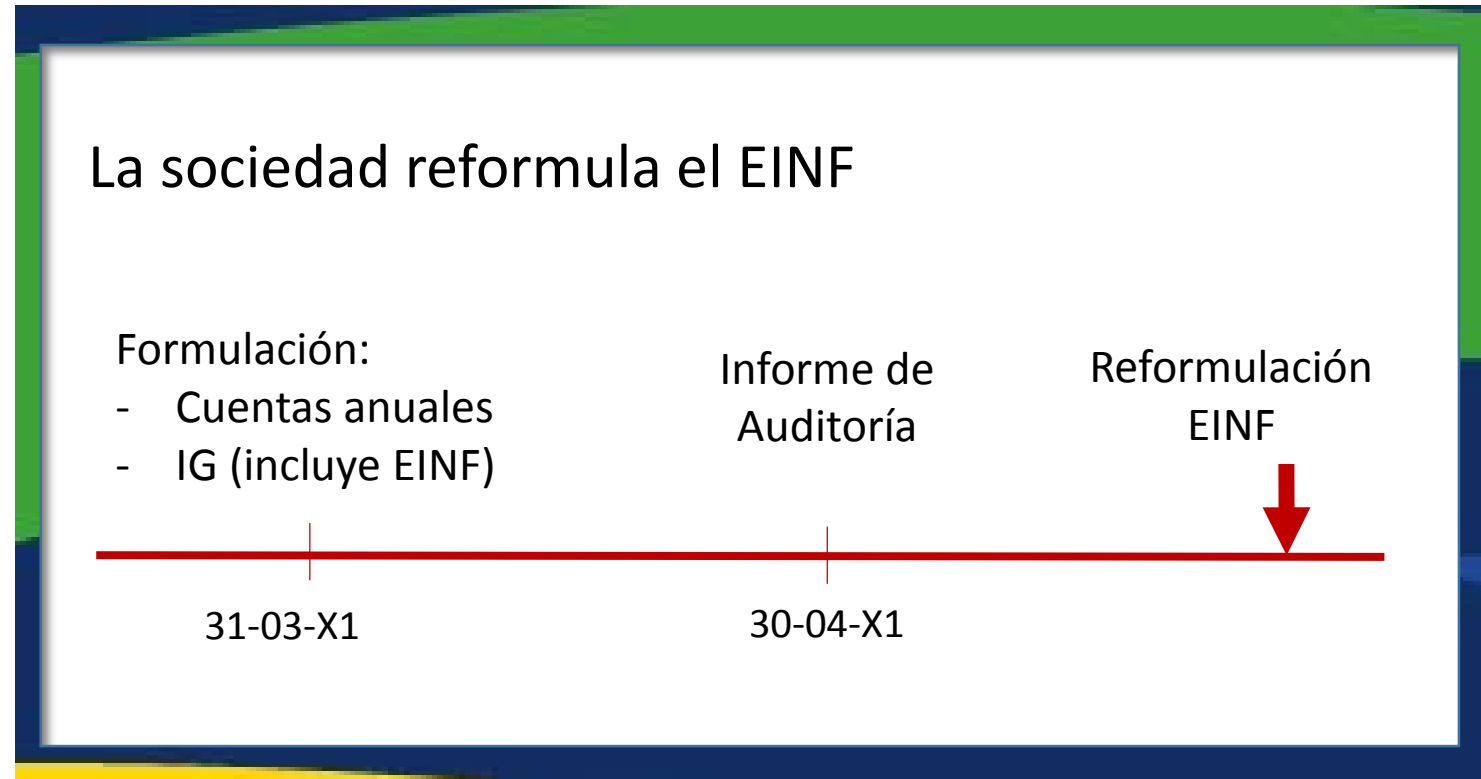 La sociedad reformula el EINF
Formulación:
- Cuentas anuales
- IG (incluye EINF)
Informe de
Auditoría
Reformulación
EINF
31-03-X1
30-04-X1